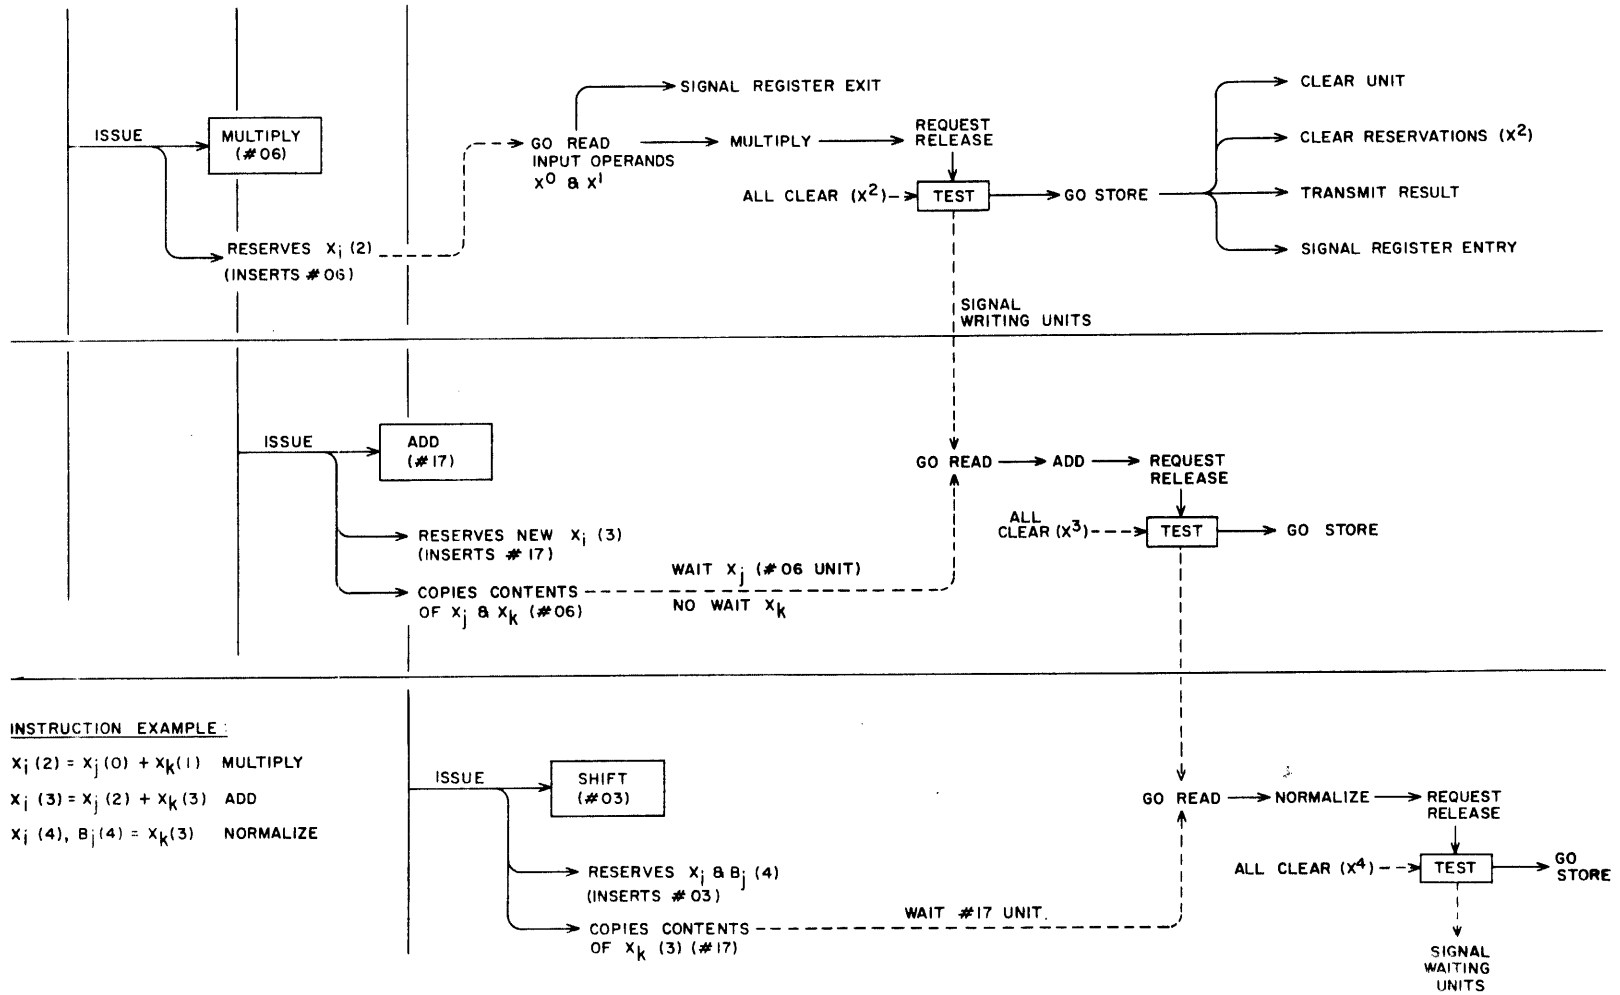 SIGNAL REGISTER EXIT
CLEAR UNIT
ISSUE
MULTIPLY
(#06)
GO READ
INPUT OPERANDS
X⁰ & X¹
MULTIPLY
REQUEST
RELEASE
CLEAR RESERVATIONS (X²)
ALL CLEAR (X²)
TEST
GO STORE
TRANSMIT RESULT
RESERVES Xi (2)
(INSERTS #06)
SIGNAL REGISTER ENTRY
SIGNAL
WRITING UNITS
ISSUE
ADD
(#17)
GO READ
ADD
REQUEST
RELEASE
RESERVES NEW Xi (3)
(INSERTS #17)
ALL
CLEAR (X³)
TEST
GO STORE
COPIES CONTENTS
OF Xj & Xk (#06)
WAIT Xj (#06 UNIT)
NO WAIT Xk
INSTRUCTION EXAMPLE:
Xi (2) = Xj (0) + Xk(1) MULTIPLY
Xi (3) = Xj (2) + Xk (3) ADD
Xi (4), Bj (4) = Xk(3) NORMALIZE
ISSUE
SHIFT
(#03)
GO READ
NORMALIZE
REQUEST
RELEASE
RESERVES Xi & Bj (4)
(INSERTS #03)
ALL CLEAR (X⁴)
TEST
GO
STORE
COPIES CONTENTS
OF Xk (3) (#17)
WAIT #17 UNIT.
SIGNAL
WAITING
UNITS